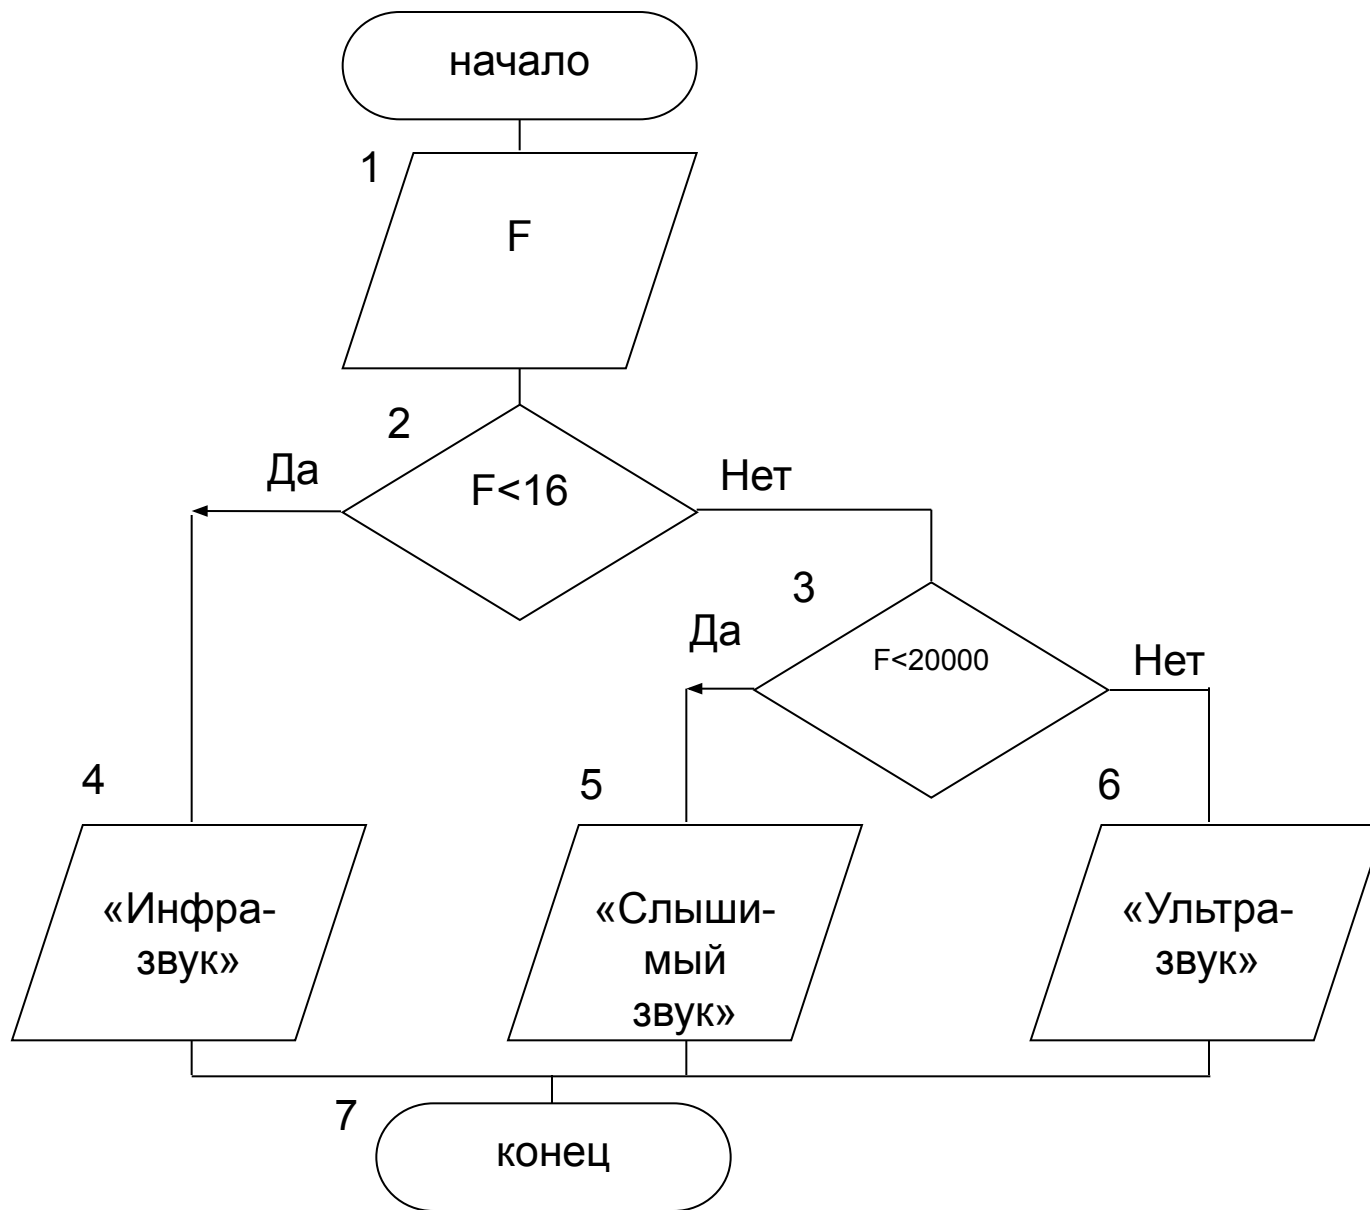 начало
1
F
2
Да
F<16
Нет
3
Да
F<20000
Нет
4
5
6
«Инфра-
звук»
«Слыши-
мый
звук»
«Ультра-
звук»
7
конец